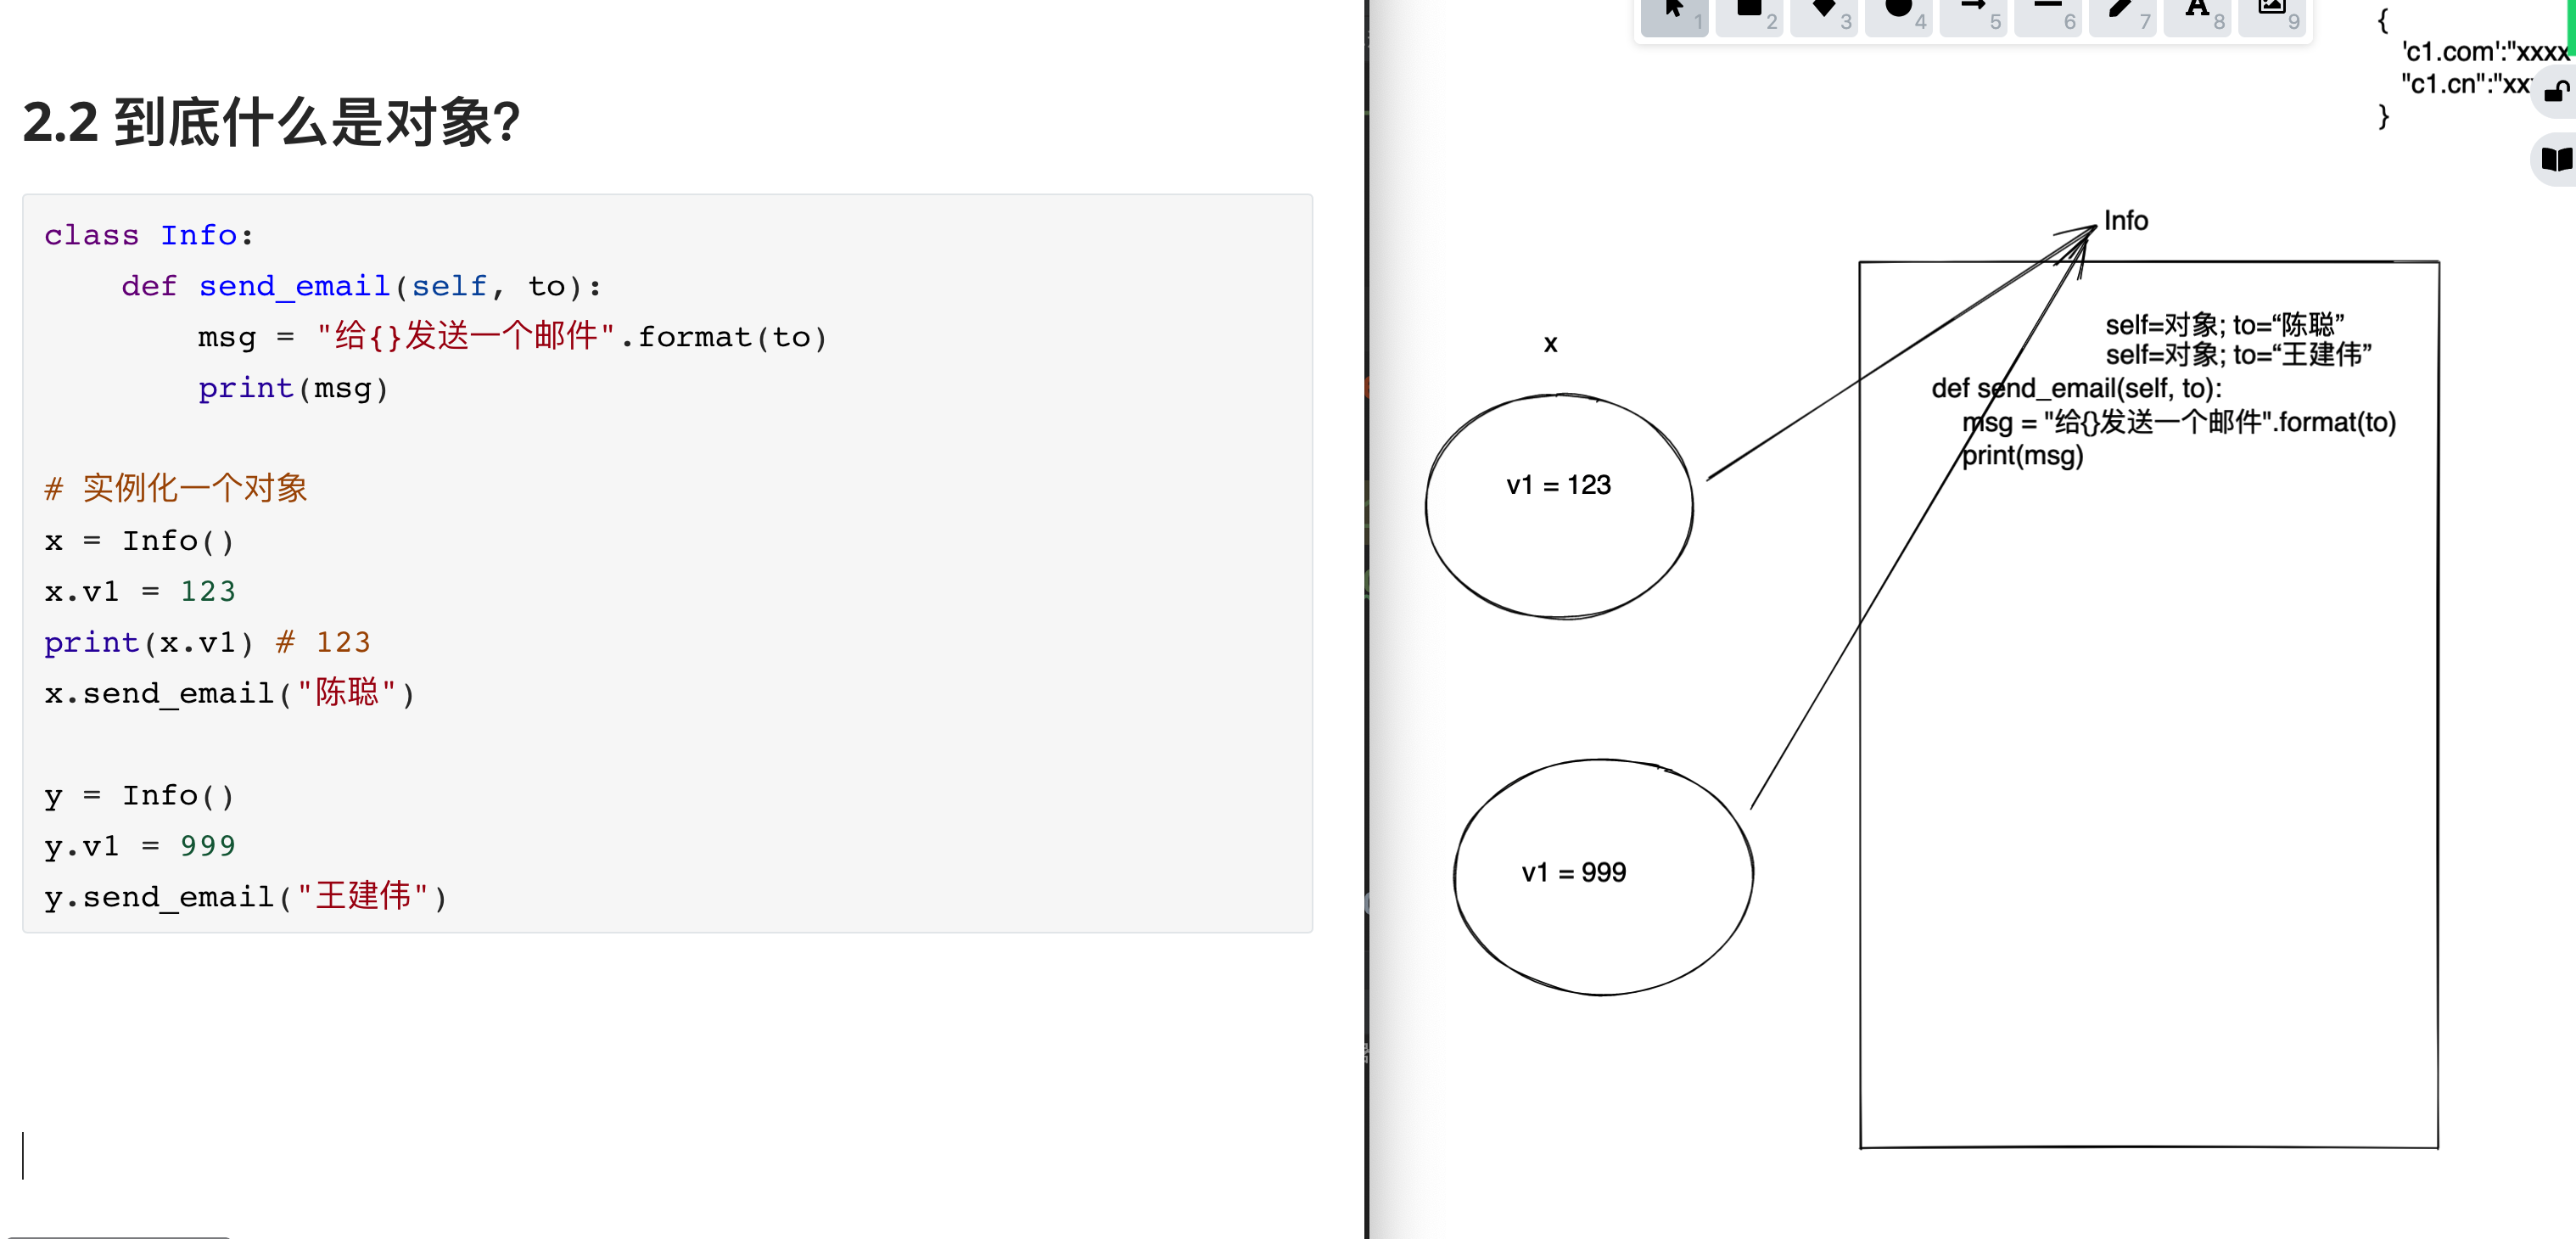 2.2 到底什么是对象？
class Info:
    def send_email(self, to):
        msg = "给{}发送一个邮件".format(to)
        print(msg)
# 实例化一个对象
x = Info()
x.v1 = 123
print(x.v1) # 123
x.send_email("陈聪")
y = Info()
y.v1 = 999
y.send_email("王建伟")
1 2 3 4 5 6 7 A 8 9
{
'c1.com':"xxxx
"c1.cn":"xx
}
Info
x
self=对象; to=“陈聪”
self=对象; to=“王建伟”
def send_email(self, to):
    msg = "给{}发送一个邮件".format(to)
    print(msg)
v1 = 123
v1 = 999